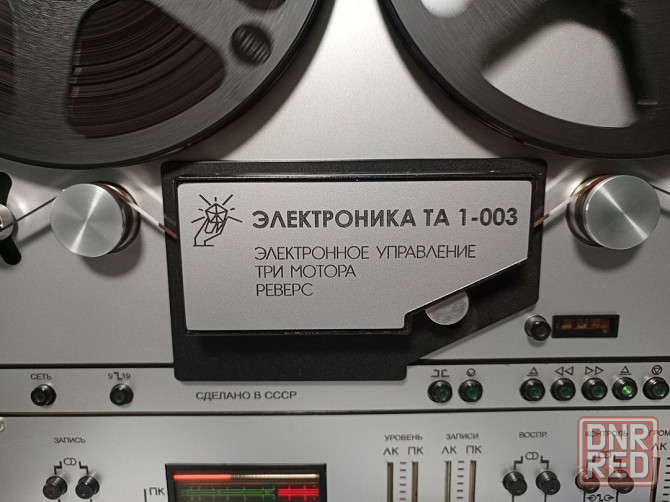 ЭЛЕКТРОНИКА ТА 1-003
ЭЛЕКТРОННОЕ УПРАВЛЕНИЕ
ТРИ МОТОРА
РЕВЕРС
СЕТЬ
9 19
СДЕЛАНО В СССР
ЗАПИСЬ
УРОВЕНЬ ЗАПИСИ
ЛК ПК ЛК ПК
ВОСПР.
КОНТРОЛЬ
ПК
DNR
RED